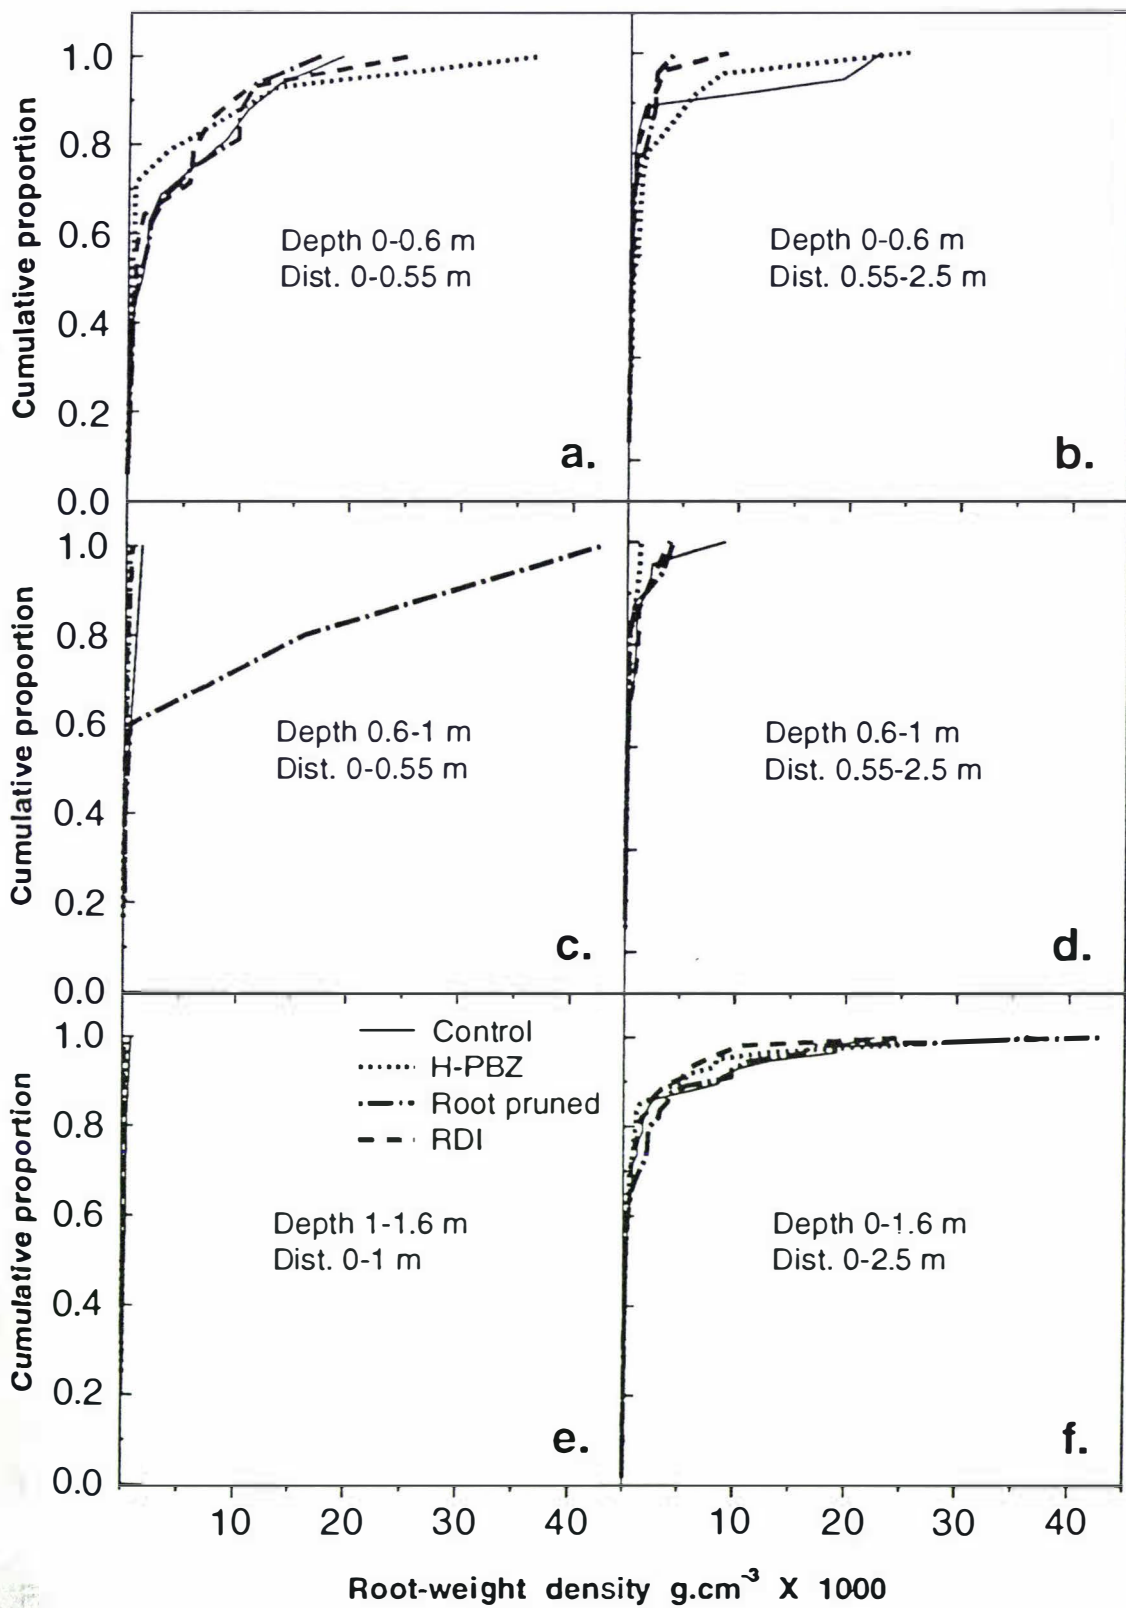 Cumulative proportion
1.0
0.8
0.6
0.4
0.2
0.0
Depth 0-0.6 m
Dist. 0-0.55 m
a.
Depth 0-0.6 m
Dist. 0.55-2.5 m
b.
Cumulative proportion
1.0
0.8
0.6
0.4
0.2
0.0
Depth 0.6-1 m
Dist. 0-0.55 m
c.
Depth 0.6-1 m
Dist. 0.55-2.5 m
d.
Cumulative proportion
1.0
0.8
0.6
0.4
0.2
0.0
Control
H-PBZ
Root pruned
RDI
Depth 1-1.6 m
Dist. 0-1 m
e.
Depth 0-1.6 m
Dist. 0-2.5 m
f.
10 20 30 40 10 20 30 40
Root-weight density g.cm⁻³ X 1000